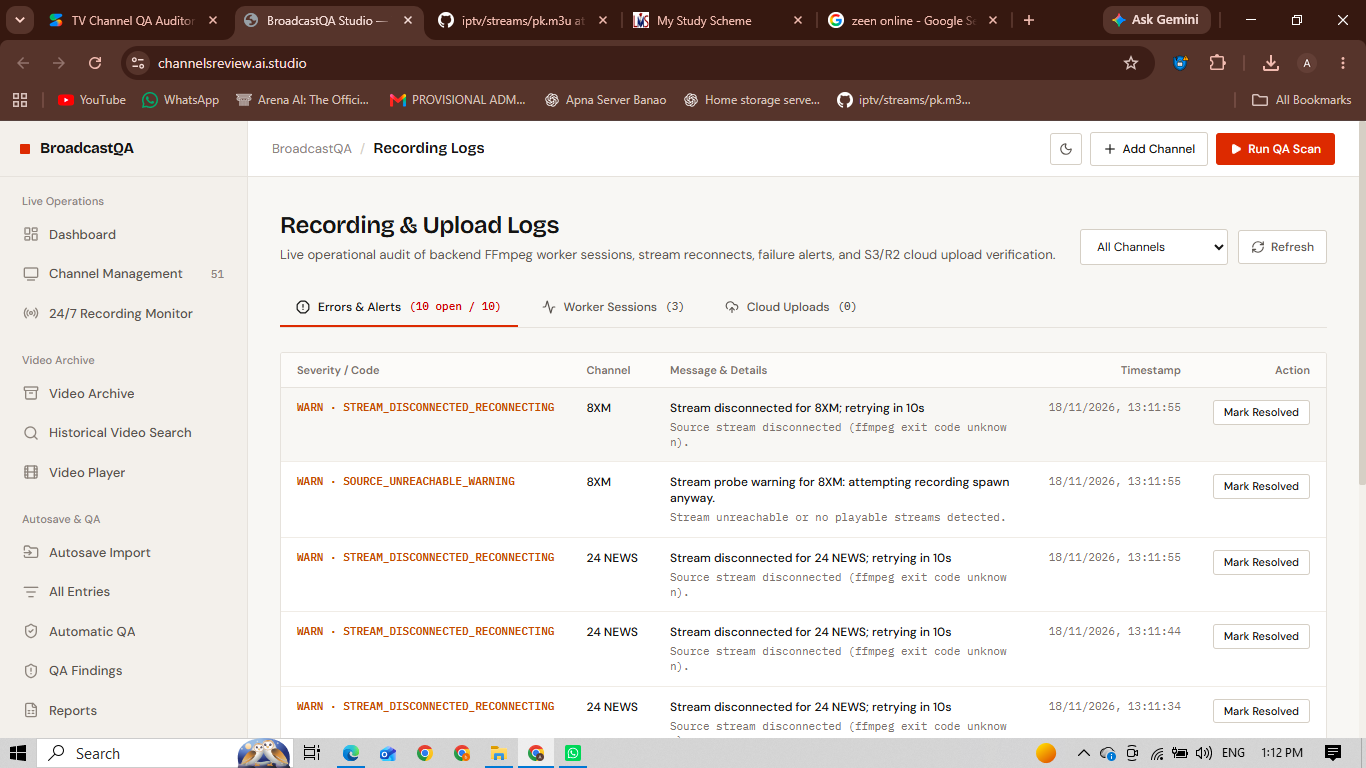 TV Channel QA Auditor
BroadcastQA Studio —
iptv/streams/pk.m3u at
My Study Scheme
zeen online - Google Se
Ask Gemini
channelsreview.ai.studio
A
YouTube
WhatsApp
Arena AI: The Offici...
PROVISIONAL ADM...
Apna Server Banao
Home storage serve...
iptv/streams/pk.m3...
All Bookmarks
BroadcastQA
BroadcastQA / Recording Logs
Add Channel
Run QA Scan
Live Operations
Dashboard
Channel Management 51
24/7 Recording Monitor
Video Archive
Video Archive
Historical Video Search
Video Player
Autosave & QA
Autosave Import
All Entries
Automatic QA
QA Findings
Reports
Recording & Upload Logs
Live operational audit of backend FFmpeg worker sessions, stream reconnects, failure alerts, and S3/R2 cloud upload verification.
All Channels
Refresh
Errors & Alerts (10 open / 10)
Worker Sessions (3)
Cloud Uploads (0)
Severity / Code Channel Message & Details Timestamp Action
WARN · STREAM_DISCONNECTED_RECONNECTING 8XM Stream disconnected for 8XM; retrying in 10s 18/11/2026, 13:11:55 Mark Resolved
Source stream disconnected (ffmpeg exit code unknow
n).
WARN · SOURCE_UNREACHABLE_WARNING 8XM Stream probe warning for 8XM: attempting recording spawn 18/11/2026, 13:11:55 Mark Resolved
anyway.
Stream unreachable or no playable streams detected.
WARN · STREAM_DISCONNECTED_RECONNECTING 24 NEWS Stream disconnected for 24 NEWS; retrying in 10s 18/11/2026, 13:11:55 Mark Resolved
Source stream disconnected (ffmpeg exit code unknow
n).
WARN · STREAM_DISCONNECTED_RECONNECTING 24 NEWS Stream disconnected for 24 NEWS; retrying in 10s 18/11/2026, 13:11:44 Mark Resolved
Source stream disconnected (ffmpeg exit code unknow
n).
WARN · STREAM_DISCONNECTED_RECONNECTING 24 NEWS Stream disconnected for 24 NEWS; retrying in 10s 18/11/2026, 13:11:34 Mark Resolved
Source stream disconnected (ffmpeg exit code unknow
Search
ENG
1:12 PM